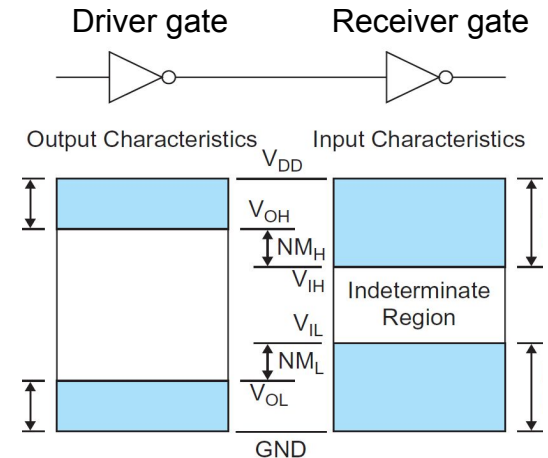 Driver gate Receiver gate
Output Characteristics Input Characteristics
VDD
VOH
NMH
VIH
Indeterminate
Region
VIL
NML
VOL
GND